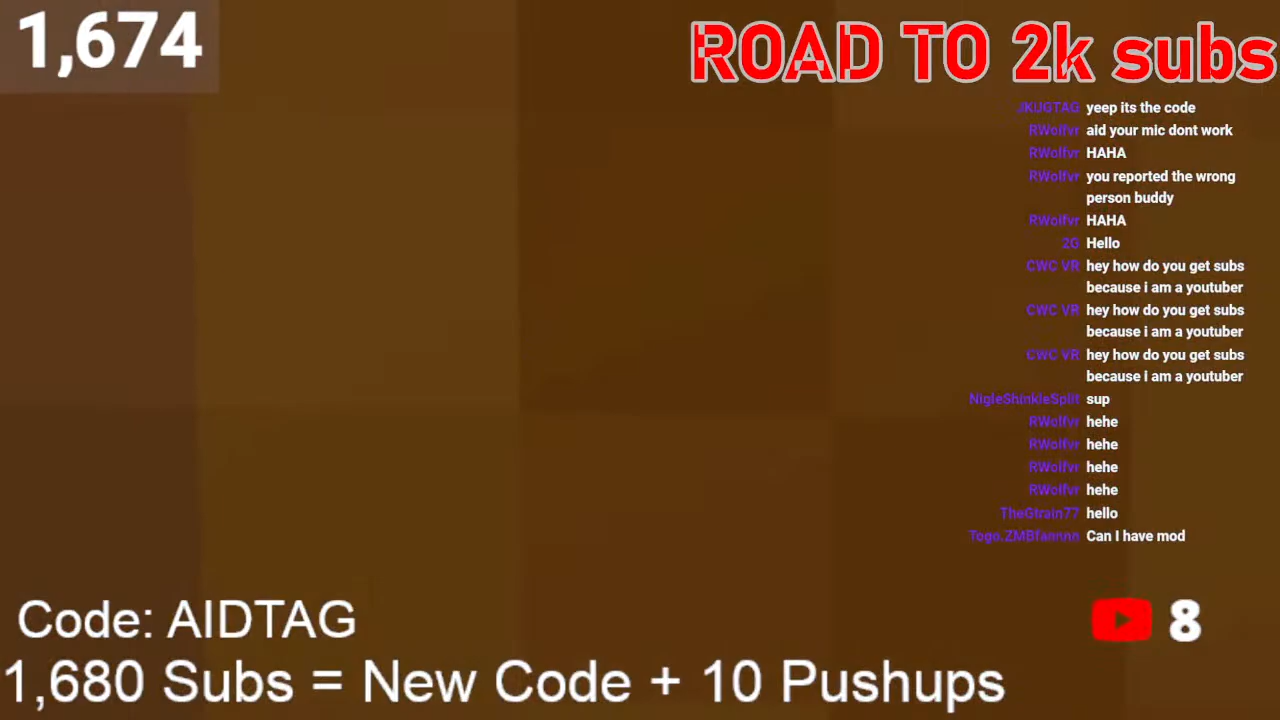 1,674
ROAD TO 2k subs
JKIJGTAG yeep its the code
RWolfvr aid your mic dont work
RWolfvr HAHA
RWolfvr you reported the wrong
person buddy
RWolfvr HAHA
2G Hello
CWC VR hey how do you get subs
because i am a youtuber
CWC VR hey how do you get subs
because i am a youtuber
CWC VR hey how do you get subs
because i am a youtuber
NigleShinkleSplit sup
RWolfvr hehe
RWolfvr hehe
RWolfvr hehe
RWolfvr hehe
TheGtrain77 hello
Togo.ZMBfannnn Can I have mod
Code: AIDTAG
8
1,680 Subs = New Code + 10 Pushups